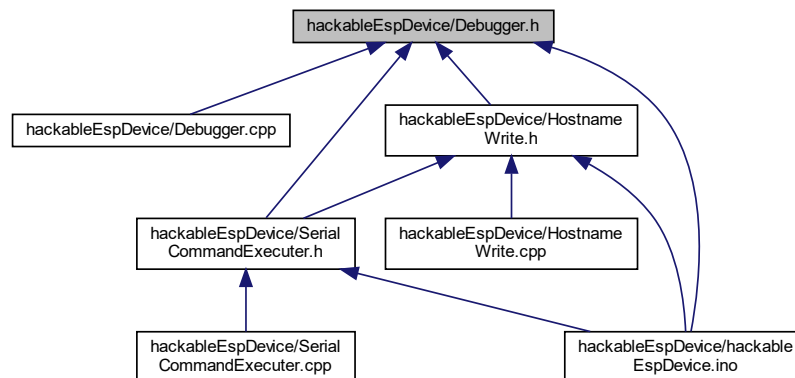 hackableEspDevice/Debugger.h
hackableEspDevice/Debugger.cpp
hackableEspDevice/Hostname
Write.h
hackableEspDevice/Serial
CommandExecuter.h
hackableEspDevice/Hostname
Write.cpp
hackableEspDevice/Serial
CommandExecuter.cpp
hackableEspDevice/hackable
EspDevice.ino